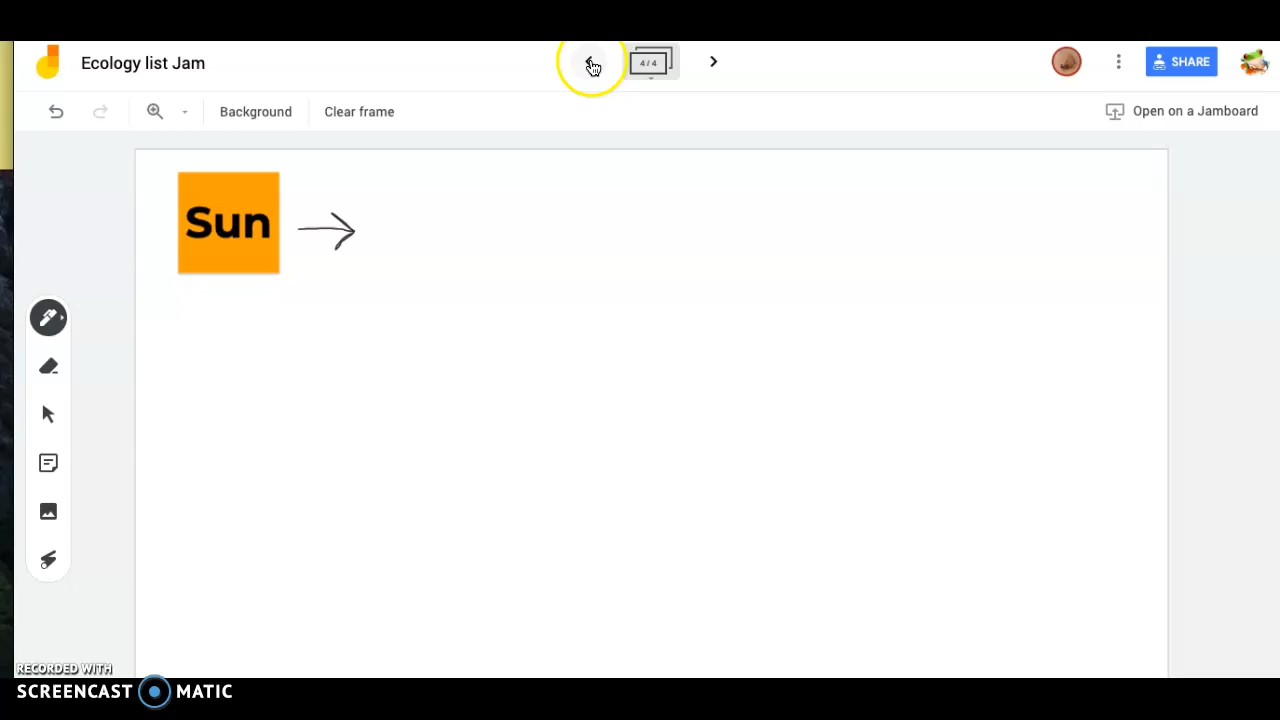 Ecology list Jam
4 / 4
SHARE
Background
Clear frame
Open on a Jamboard
Sun
RECORDED WITH
SCREENCAST MATIC